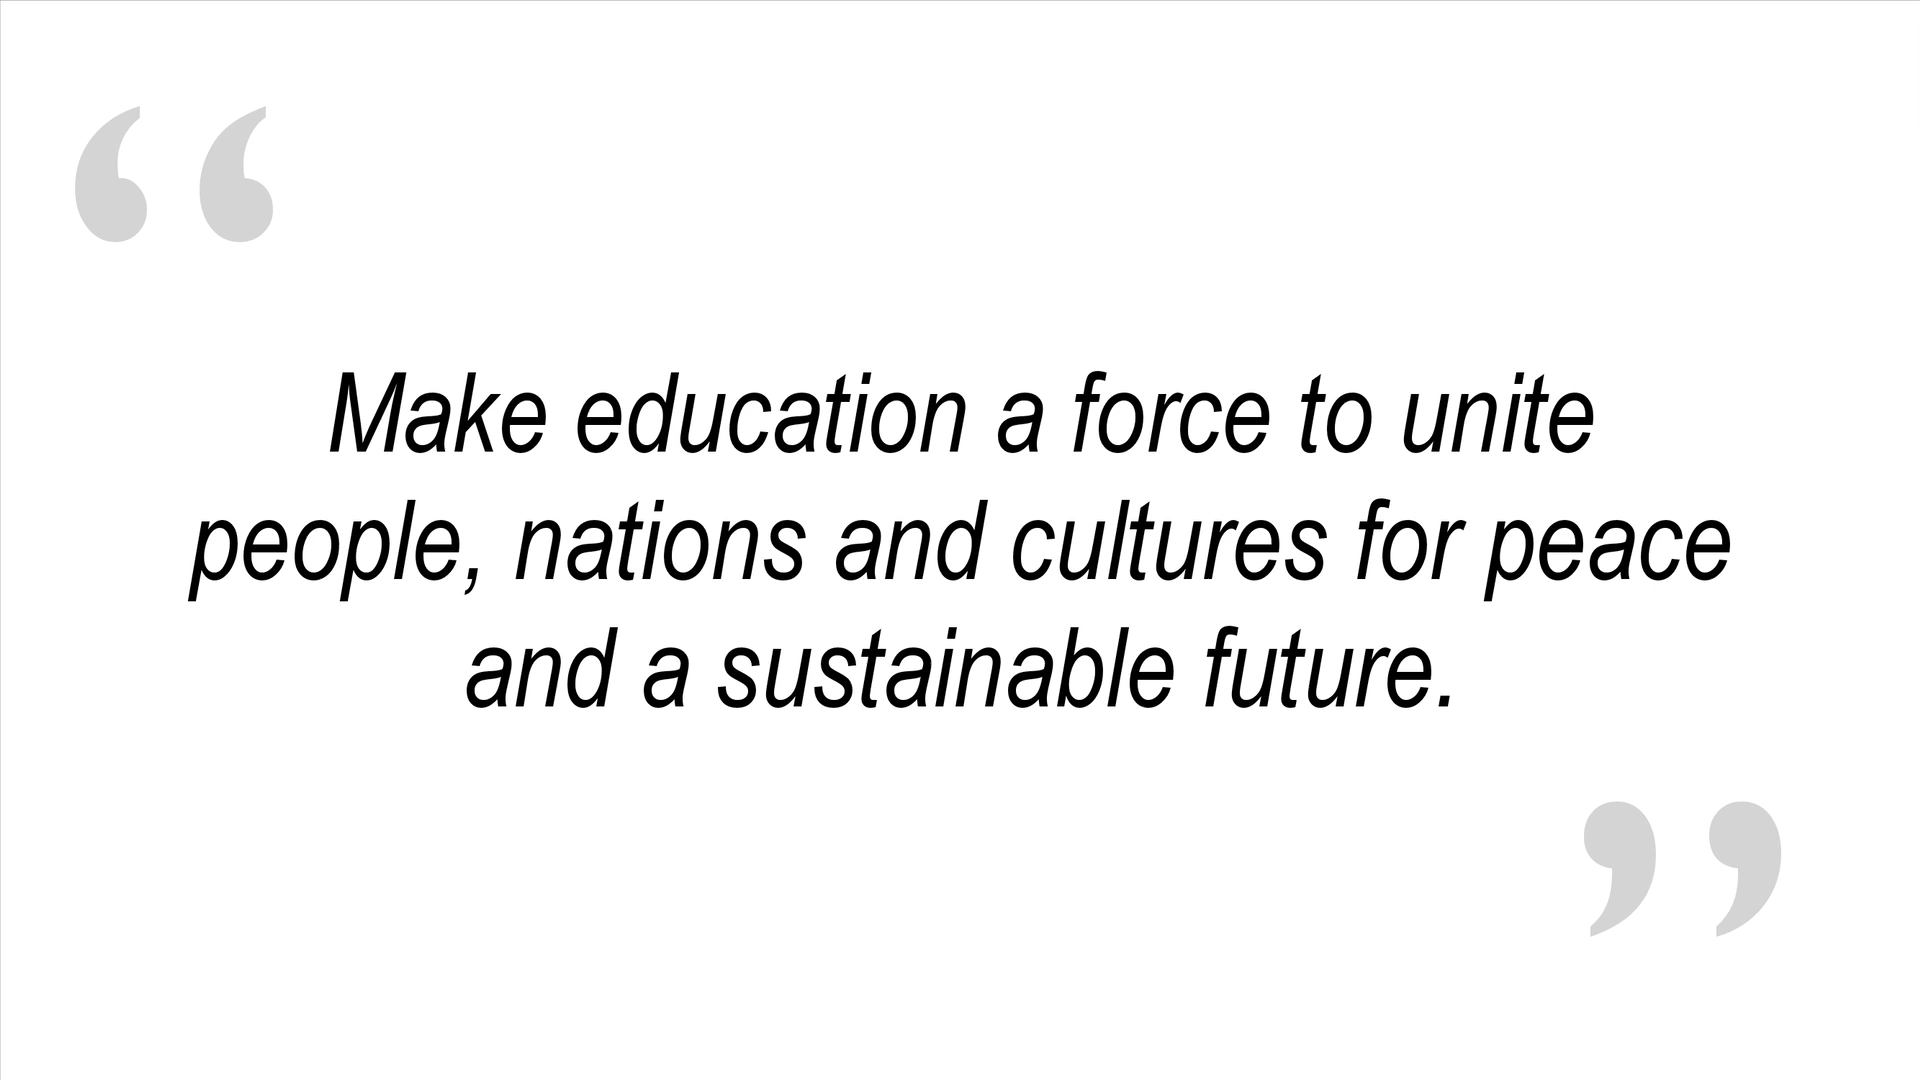 “
Make education a force to unite
people, nations and cultures for peace
and a sustainable future.
”